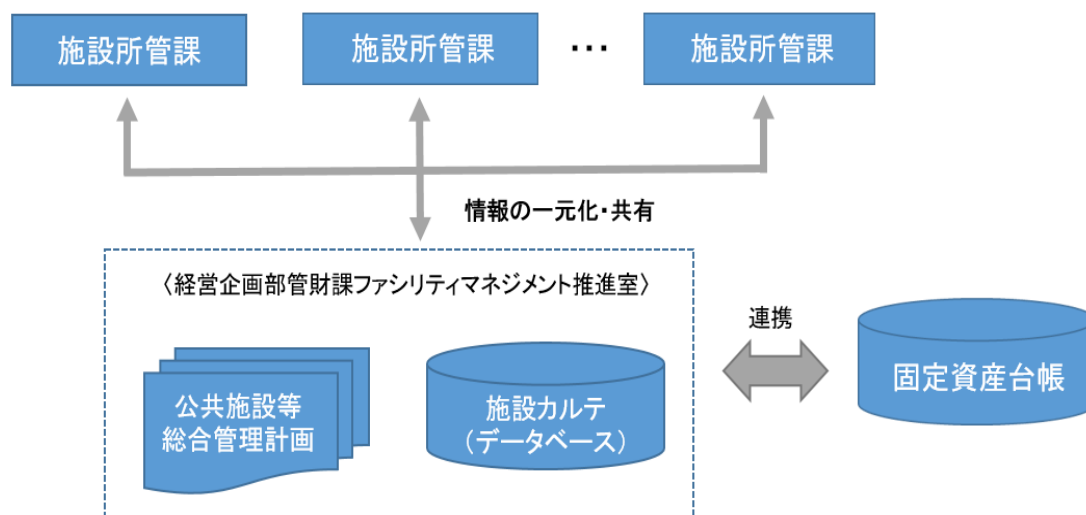 施設所管課
施設所管課
･･･
施設所管課
情報の一元化・共有
〈経営企画部管財課ファシリティマネジメント推進室〉
公共施設等
総合管理計画
施設カルテ
（データベース）
連携
固定資産台帳